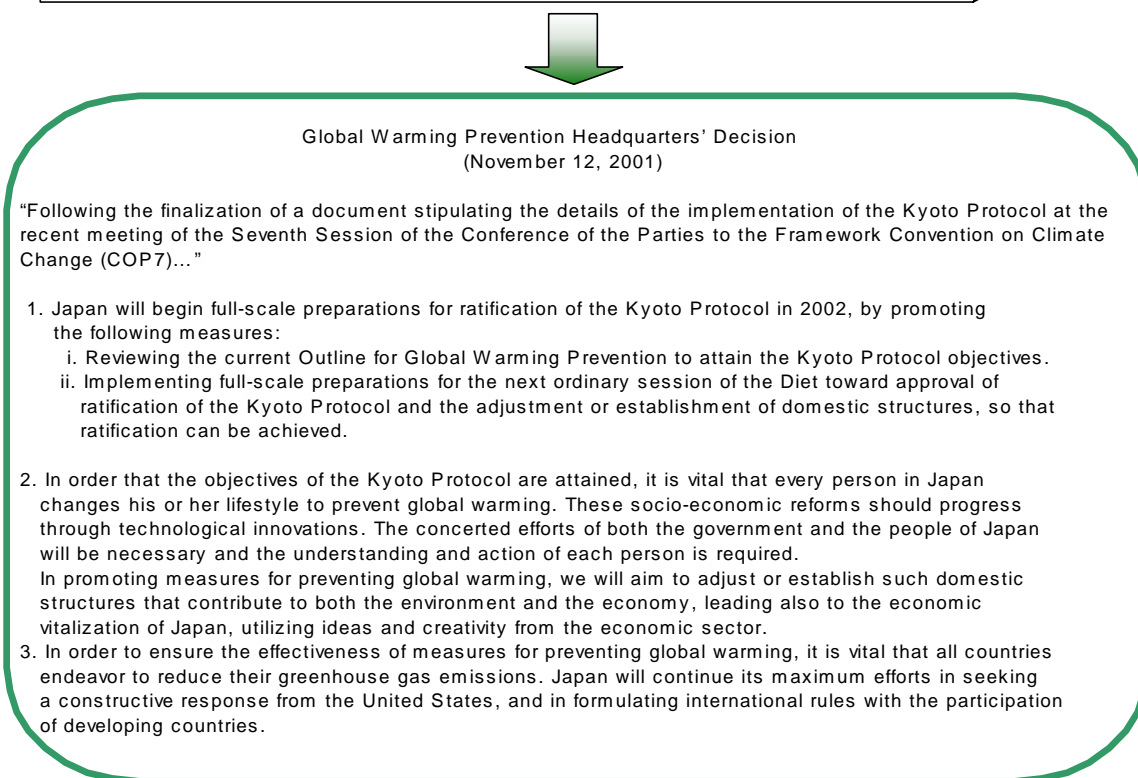 Global Warming Prevention Headquarters’ Decision
(November 12, 2001)
“Following the finalization of a document stipulating the details of the implementation of the Kyoto Protocol at the
recent meeting of the Seventh Session of the Conference of the Parties to the Framework Convention on Climate
Change (COP7)…”
1. Japan will begin full-scale preparations for ratification of the Kyoto Protocol in 2002, by promoting
the following measures:
i. Reviewing the current Outline for Global Warming Prevention to attain the Kyoto Protocol objectives.
ii. Implementing full-scale preparations for the next ordinary session of the Diet toward approval of
ratification of the Kyoto Protocol and the adjustment or establishment of domestic structures, so that
ratification can be achieved.
2. In order that the objectives of the Kyoto Protocol are attained, it is vital that every person in Japan
changes his or her lifestyle to prevent global warming. These socio-economic reforms should progress
through technological innovations. The concerted efforts of both the government and the people of Japan
will be necessary and the understanding and action of each person is required.
In promoting measures for preventing global warming, we will aim to adjust or establish such domestic
structures that contribute to both the environment and the economy, leading also to the economic
vitalization of Japan, utilizing ideas and creativity from the economic sector.
3. In order to ensure the effectiveness of measures for preventing global warming, it is vital that all countries
endeavor to reduce their greenhouse gas emissions. Japan will continue its maximum efforts in seeking
a constructive response from the United States, and in formulating international rules with the participation
of developing countries.